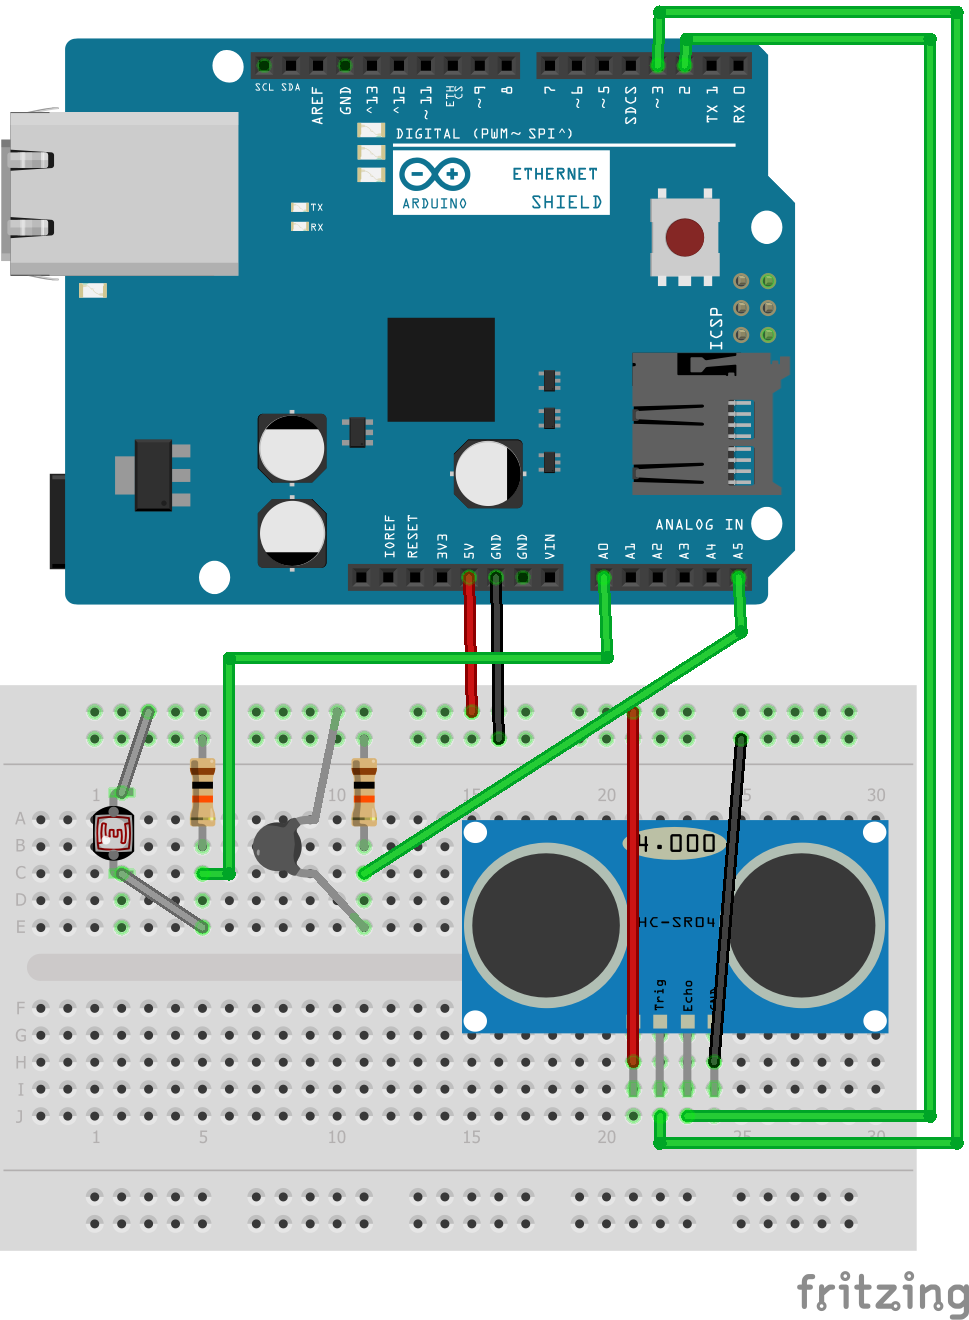 SCL SDA AREF GND ^13 ^12 ~11 ETH CS ~9 8 7 ~6 ~5 SDCS ~3 2 TX 1 RX 0
DIGITAL (PWM~ SPI^)
ARDUINO
ETHERNET
SHIELD
TX
RX
ICSP
ANALOG IN
IOREF RESET 3V3 5V GND GND VIN A0 A1 A2 A3 A4 A5
1 10 15 20 30
A
B
C
D
E
4.000
HC-SR04
Trig Echo GND
F
G
H
I
J
1 5 10 15 20 25 30
fritzing